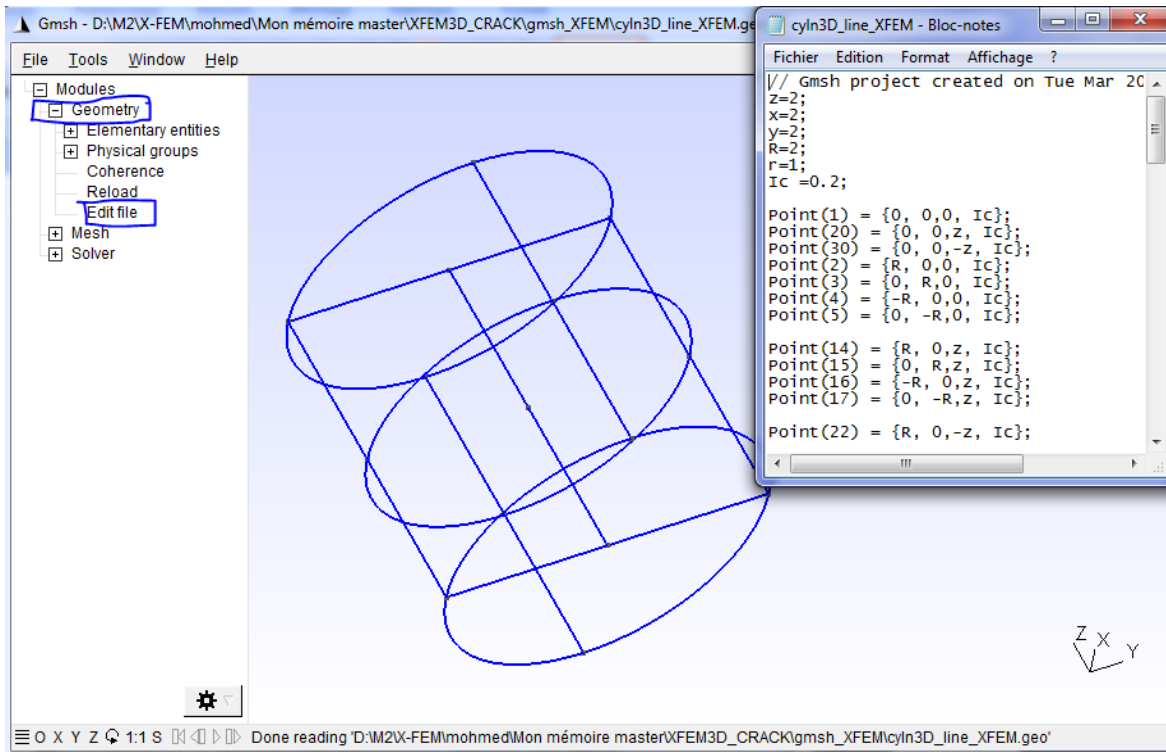 Gmsh - D:\M2\X-FEM\mohmed\Mon mémoire master\XFEM3D_CRACK\gmsh_XFEM\cyln3D_line_XFEM.ge
File Tools Window Help
Modules
Geometry
Elementary entities
Physical groups
Coherence
Reload
Edit file
Mesh
Solver
cyln3D_line_XFEM - Bloc-notes
Fichier Edition Format Affichage ?
// Gmsh project created on Tue Mar 20
z=2;
x=2;
y=2;
R=2;
r=1;
Ic =0.2;
Point(1) = {0, 0,0, Ic};
Point(20) = {0, 0,z, Ic};
Point(30) = {0, 0,-z, Ic};
Point(2) = {R, 0,0, Ic};
Point(3) = {0, R,0, Ic};
Point(4) = {-R, 0,0, Ic};
Point(5) = {0, -R,0, Ic};
Point(14) = {R, 0,z, Ic};
Point(15) = {0, R,z, Ic};
Point(16) = {-R, 0,z, Ic};
Point(17) = {0, -R,z, Ic};
Point(22) = {R, 0,-z, Ic};
Z X Y
O X Y Z 1:1 S Done reading 'D:\M2\X-FEM\mohmed\Mon mémoire master\XFEM3D_CRACK\gmsh_XFEM\cyln3D_line_XFEM.geo'